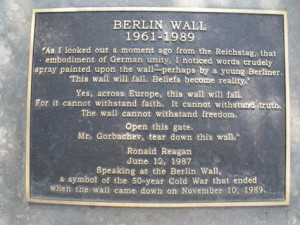 BERLIN WALL
1961-1989
"As I looked out a moment ago from the Reichstag, that
embodiment of German unity, I noticed words crudely
spray painted upon the wall—perhaps by a young Berliner.
'This wall will fall. Beliefs become reality.'
Yes, across Europe, this wall will fall.
For it cannot withstand faith. It cannot withstand truth.
The wall cannot withstand freedom.
Open this gate.
Mr. Gorbachev, tear down this wall."
Ronald Reagan
June 12, 1987
Speaking at the Berlin Wall,
a symbol of the 50-year Cold War that ended
when the wall came down on November 10, 1989.